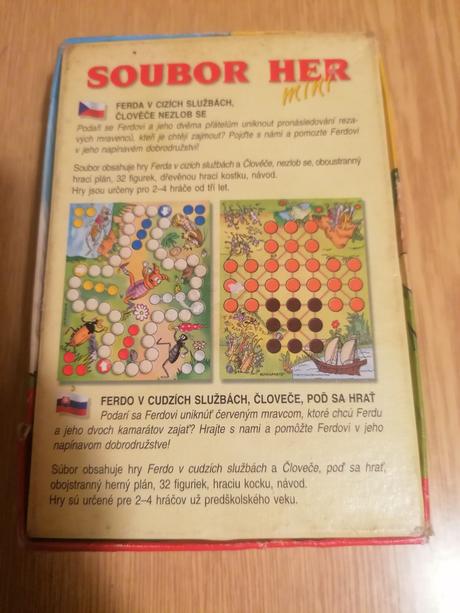 SOUBOR HER
mini
FERDA V CIZÍCH SLUŽBÁCH,
ČLOVĚČE NEZLOB SE
Podaří se Ferdovi a jeho dvěma přátelům uniknout pronásledování reza-
vých mravenců, kteří je chtějí zajmout? Pojďte s námi a pomozte Ferdovi
v jeho napínavém dobrodružství!
Soubor obsahuje hry Ferda v cizích službách a Člověče, nezlob se, oboustranný
hrací plán, 32 figurek, dřevěnou hrací kostku, návod.
Hry jsou určeny pro 2–4 hráče od tří let.
FERDO V CUDZÍCH SLUŽBÁCH, ČLOVEČE, POĎ SA HRAŤ
Podarí sa Ferdovi uniknúť červeným mravcom, ktoré chcú Ferdu
a jeho dvoch kamarátov zajať? Hrajte s nami a pomôžte Ferdovi v jeho
napínavom dobrodružstve!
Súbor obsahuje hry Ferdo v cudzích službách a Človeče, poď sa hrať,
obojstranný herný plán, 32 figuriek, hraciu kocku, návod.
Hry sú určené pre 2–4 hráčov už predškolského veku.